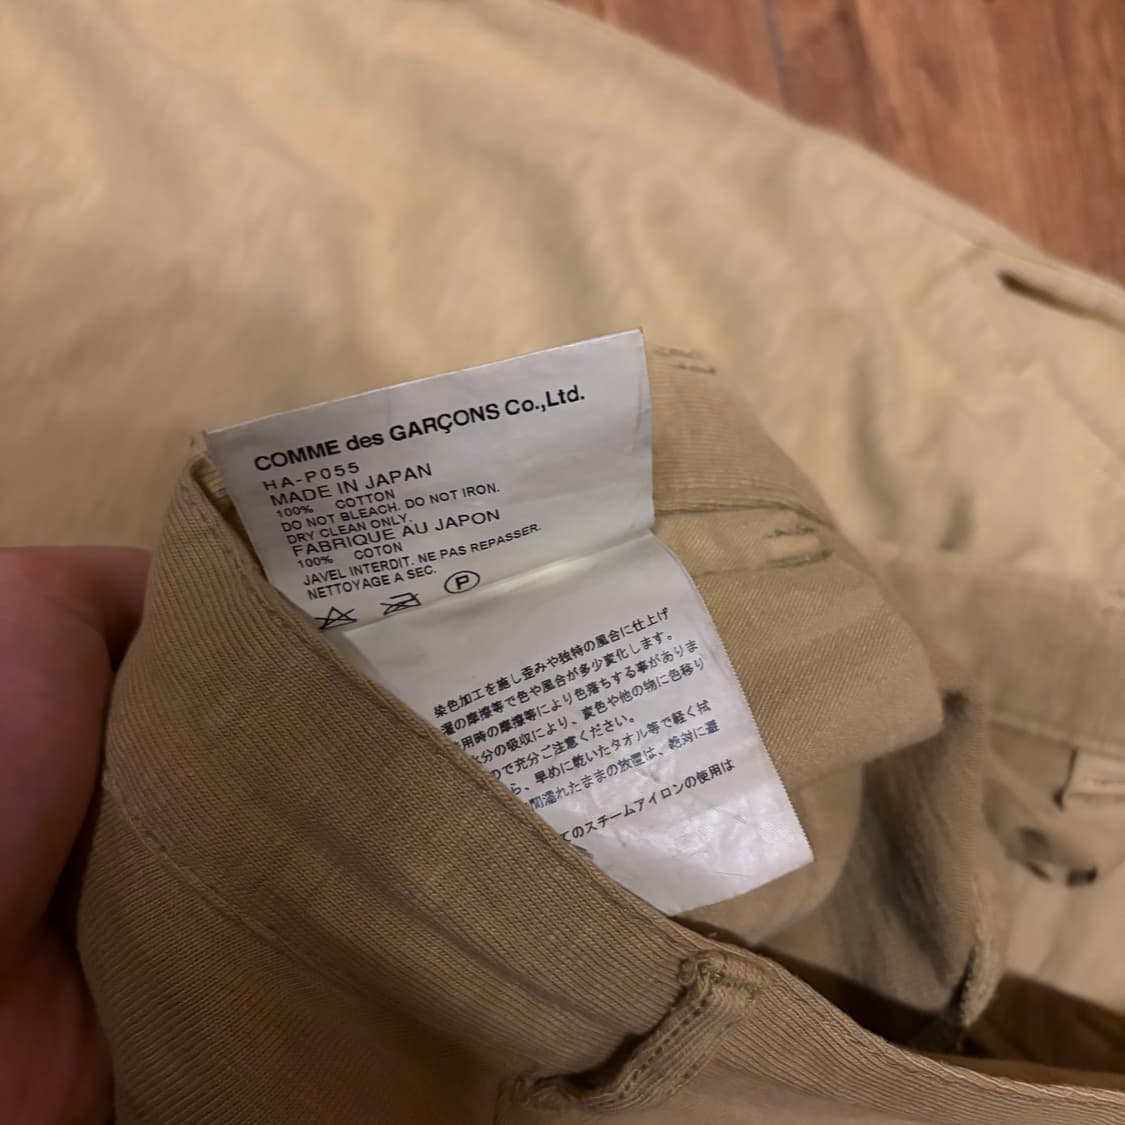 COMME des GARÇONS Co.,Ltd.
HA-P055
MADE IN JAPAN
100% COTTON
DO NOT BLEACH. DO NOT IRON.
DRY CLEAN ONLY.
FABRIQUE AU JAPON
100% COTON
JAVEL INTERDIT. NE PAS REPASSER.
NETTOYAGE A SEC.
P
染色加工を施し歪みや独特の風合に仕上げ
濯の摩擦等で色や風合が多少変化します。
用時の摩擦等により色落ちする事がありま
水分の吸収により、変色や他の物に色移り
ので充分ご注意ください。
ら、早めに乾いたタオル等で軽く拭
間濡れたままの放置は、絶対に避
てのスチームアイロンの使用は